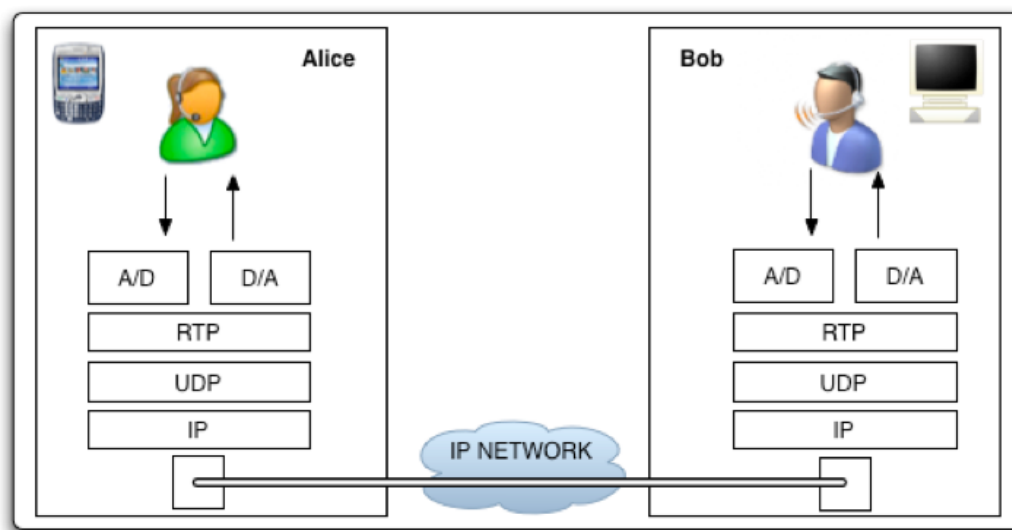 Alice
A/D D/A
RTP
UDP
IP
IP NETWORK
Bob
A/D D/A
RTP
UDP
IP